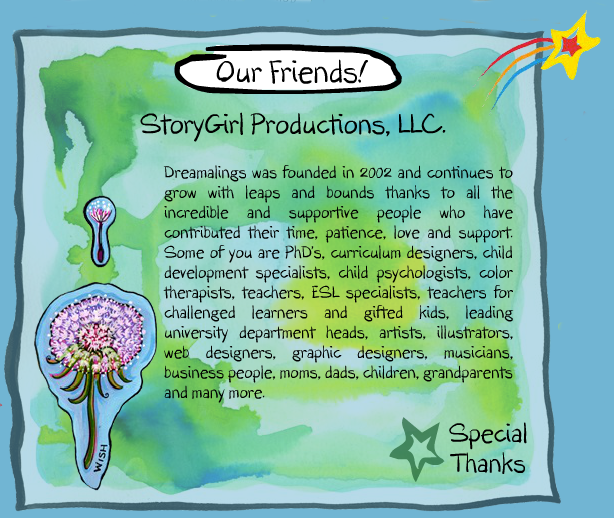 Our Friends!
StoryGirl Productions, LLC.
Dreamalings was founded in 2002 and continues to
grow with leaps and bounds thanks to all the
incredible and supportive people who have
contributed their time, patience, love and support.
Some of you are PhD's, curriculum designers, child
development specialists, child psychologists, color
therapists, teachers, ESL specialists, teachers for
challenged learners and gifted kids, leading
university department heads, artists, illustrators,
web designers, graphic designers, musicians,
business people, moms, dads, children, grandparents
and many more.
WISH
Special
Thanks